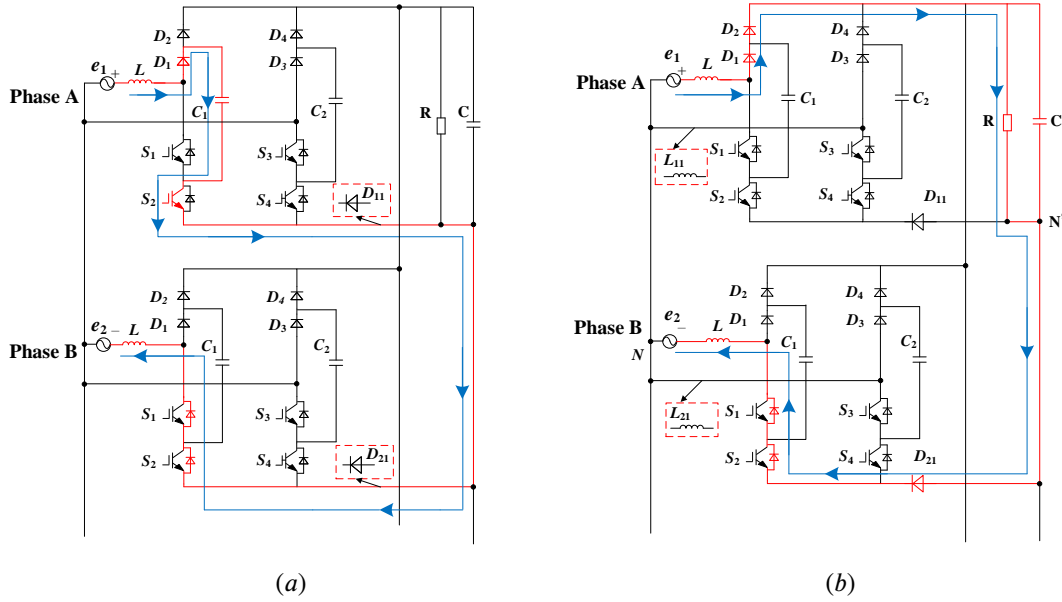 D2 D4
e1 + L D1 D3
Phase A
C1 C2 R C
S1 S3
S2 S4 D11
D2 D4
e2 - L D1 D3
Phase B C1 C2
S1 S3
S2 S4 D21
(a)
D2 D4
e1 + L D1 D3
Phase A
C1 C2 R C
L11 S1 S3
S2 S4 D11 N'
D2 D4
e2 - L D1 D3
Phase B N C1 C2
L21 S1 S3
S2 S4 D21
(b)